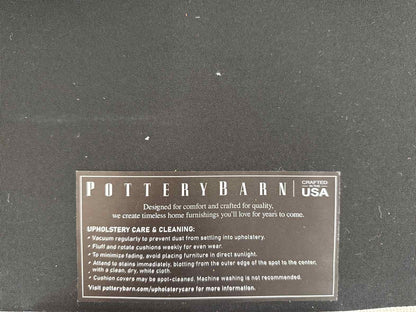 POTTERYBARN
CRAFTED
IN THE
USA
Designed for comfort and crafted for quality,
we create timeless home furnishings you'll love for years to come.
UPHOLSTERY CARE & CLEANING:
• Vacuum regularly to prevent dust from settling into upholstery.
• Fluff and rotate cushions weekly for even wear.
• To minimize fading, avoid placing furniture in direct sunlight.
• Attend to stains immediately, blotting from the outer edge of the spot to the center,
with a clean, dry, white cloth.
• Cushion covers may be spot-cleaned. Machine washing is not recommended.
Visit potterybarn.com/upholsterycare for more information.